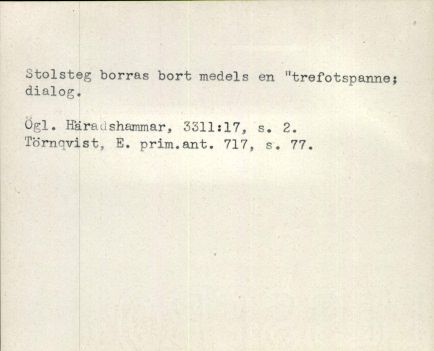 Stolsteg borras bort medels en "trefotspanne;
dialog.
Ögl. Häradshammar, 3311:17, s. 2.
Törnqvist, E. prim.ant. 717, s. 77.